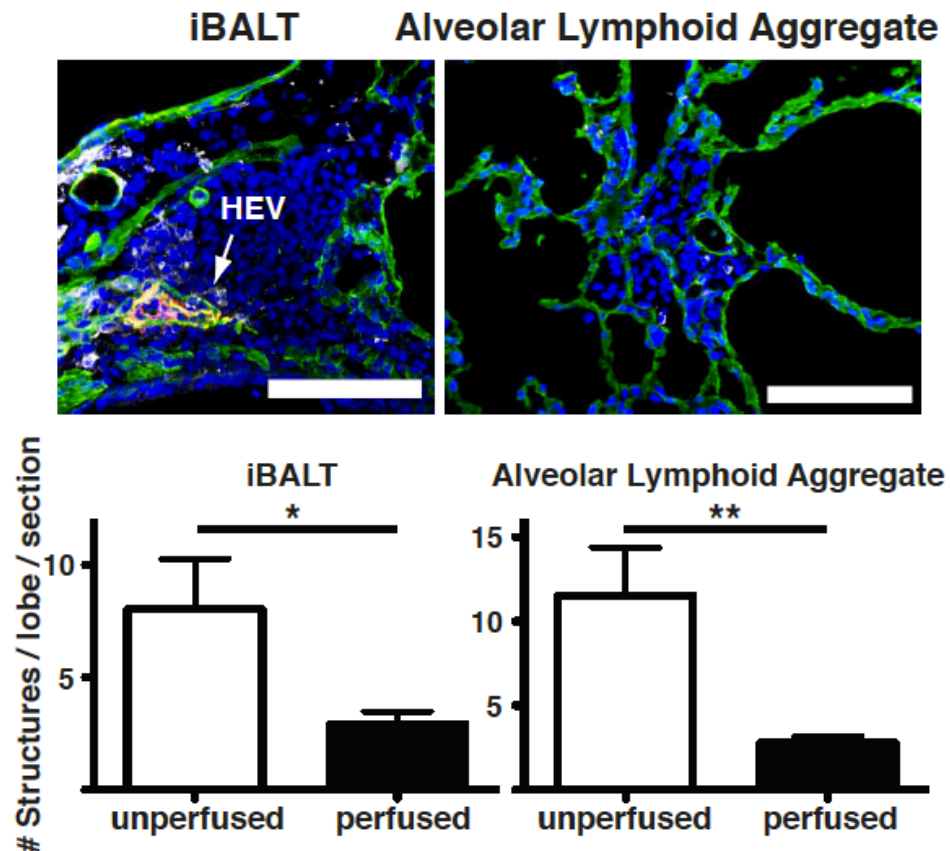 iBALT
Alveolar Lymphoid Aggregate
HEV
# Structures / lobe / section
iBALT
*
10
5
unperfused
perfused
Alveolar Lymphoid Aggregate
**
15
10
5
unperfused
perfused